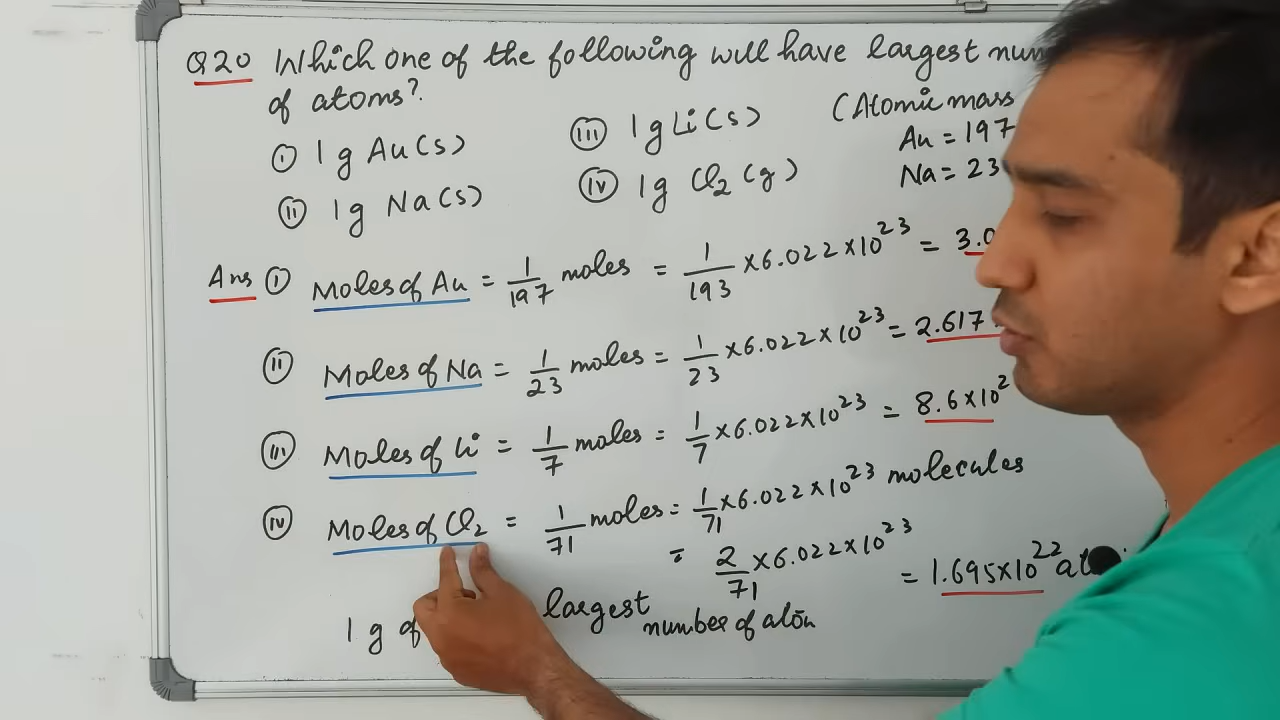 Q20 Which one of the following will have largest
of atoms?
(i) 1 g Au(s) (iii) 1 g Li(s) (Atomic mass
Au = 197
(ii) 1 g Na(s) (iv) 1 g Cl2 (g) Na = 23
Ans (i) Moles of Au = 1/197 moles = 1/193 × 6.022 × 10^23 = 3.0
(ii) Moles of Na = 1/23 moles = 1/23 × 6.022 × 10^23 = 2.617
(iii) Moles of Li = 1/7 moles = 1/7 × 6.022 × 10^23 = 8.6 × 10^2
(iv) Moles of Cl2 = 1/71 moles = 1/71 × 6.022 × 10^23 molecules
= 2/71 × 6.022 × 10^23
= 1.695 × 10^22
1 g of largest
number of atom